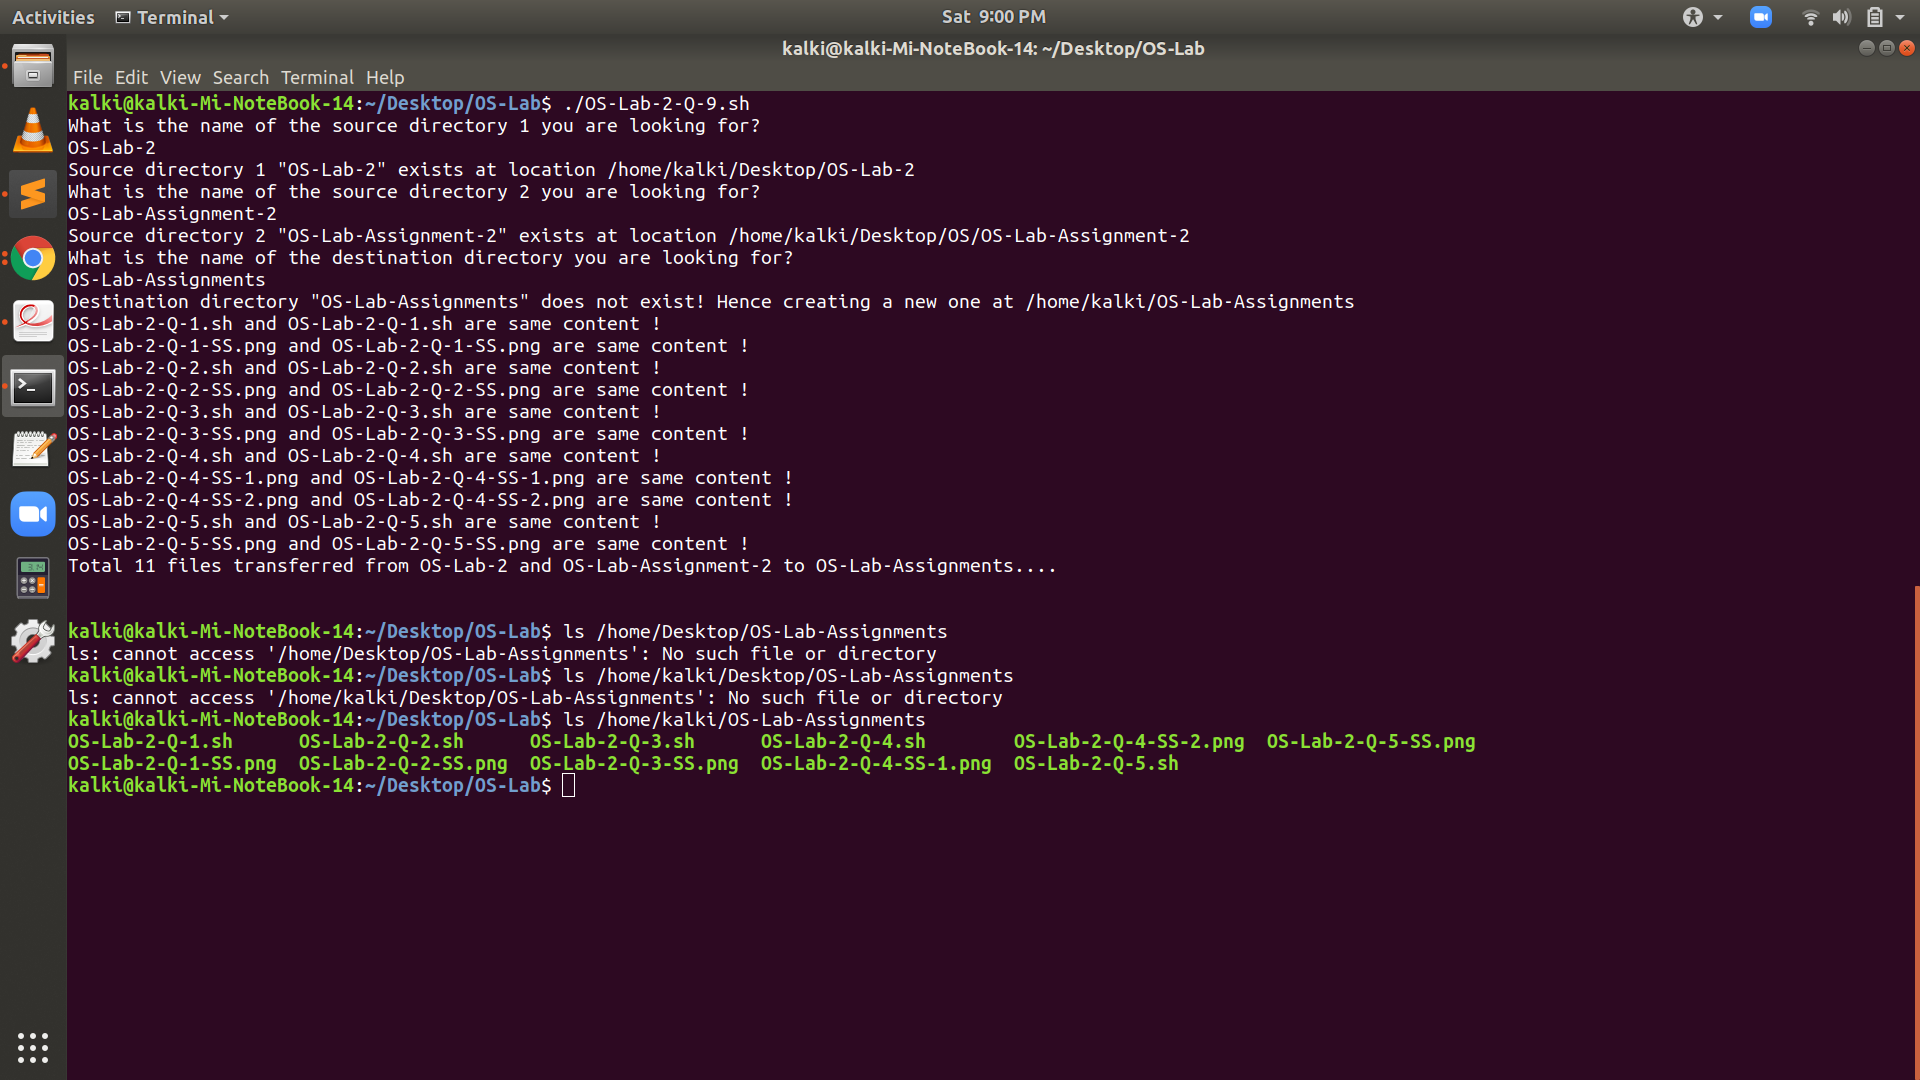 Activities Terminal Sat 9:00 PM
kalki@kalki-Mi-NoteBook-14: ~/Desktop/OS-Lab
File Edit View Search Terminal Help
kalki@kalki-Mi-NoteBook-14:~/Desktop/OS-Lab$ ./OS-Lab-2-Q-9.sh
What is the name of the source directory 1 you are looking for?
OS-Lab-2
Source directory 1 "OS-Lab-2" exists at location /home/kalki/Desktop/OS-Lab-2
What is the name of the source directory 2 you are looking for?
OS-Lab-Assignment-2
Source directory 2 "OS-Lab-Assignment-2" exists at location /home/kalki/Desktop/OS/OS-Lab-Assignment-2
What is the name of the destination directory you are looking for?
OS-Lab-Assignments
Destination directory "OS-Lab-Assignments" does not exist! Hence creating a new one at /home/kalki/OS-Lab-Assignments
OS-Lab-2-Q-1.sh and OS-Lab-2-Q-1.sh are same content !
OS-Lab-2-Q-1-SS.png and OS-Lab-2-Q-1-SS.png are same content !
OS-Lab-2-Q-2.sh and OS-Lab-2-Q-2.sh are same content !
OS-Lab-2-Q-2-SS.png and OS-Lab-2-Q-2-SS.png are same content !
OS-Lab-2-Q-3.sh and OS-Lab-2-Q-3.sh are same content !
OS-Lab-2-Q-3-SS.png and OS-Lab-2-Q-3-SS.png are same content !
OS-Lab-2-Q-4.sh and OS-Lab-2-Q-4.sh are same content !
OS-Lab-2-Q-4-SS-1.png and OS-Lab-2-Q-4-SS-1.png are same content !
OS-Lab-2-Q-4-SS-2.png and OS-Lab-2-Q-4-SS-2.png are same content !
OS-Lab-2-Q-5.sh and OS-Lab-2-Q-5.sh are same content !
OS-Lab-2-Q-5-SS.png and OS-Lab-2-Q-5-SS.png are same content !
Total 11 files transferred from OS-Lab-2 and OS-Lab-Assignment-2 to OS-Lab-Assignments....
kalki@kalki-Mi-NoteBook-14:~/Desktop/OS-Lab$ ls /home/Desktop/OS-Lab-Assignments
ls: cannot access '/home/Desktop/OS-Lab-Assignments': No such file or directory
kalki@kalki-Mi-NoteBook-14:~/Desktop/OS-Lab$ ls /home/kalki/Desktop/OS-Lab-Assignments
ls: cannot access '/home/kalki/Desktop/OS-Lab-Assignments': No such file or directory
kalki@kalki-Mi-NoteBook-14:~/Desktop/OS-Lab$ ls /home/kalki/OS-Lab-Assignments
OS-Lab-2-Q-1.sh OS-Lab-2-Q-2.sh OS-Lab-2-Q-3.sh OS-Lab-2-Q-4.sh OS-Lab-2-Q-4-SS-2.png OS-Lab-2-Q-5-SS.png
OS-Lab-2-Q-1-SS.png OS-Lab-2-Q-2-SS.png OS-Lab-2-Q-3-SS.png OS-Lab-2-Q-4-SS-1.png OS-Lab-2-Q-5.sh
kalki@kalki-Mi-NoteBook-14:~/Desktop/OS-Lab$